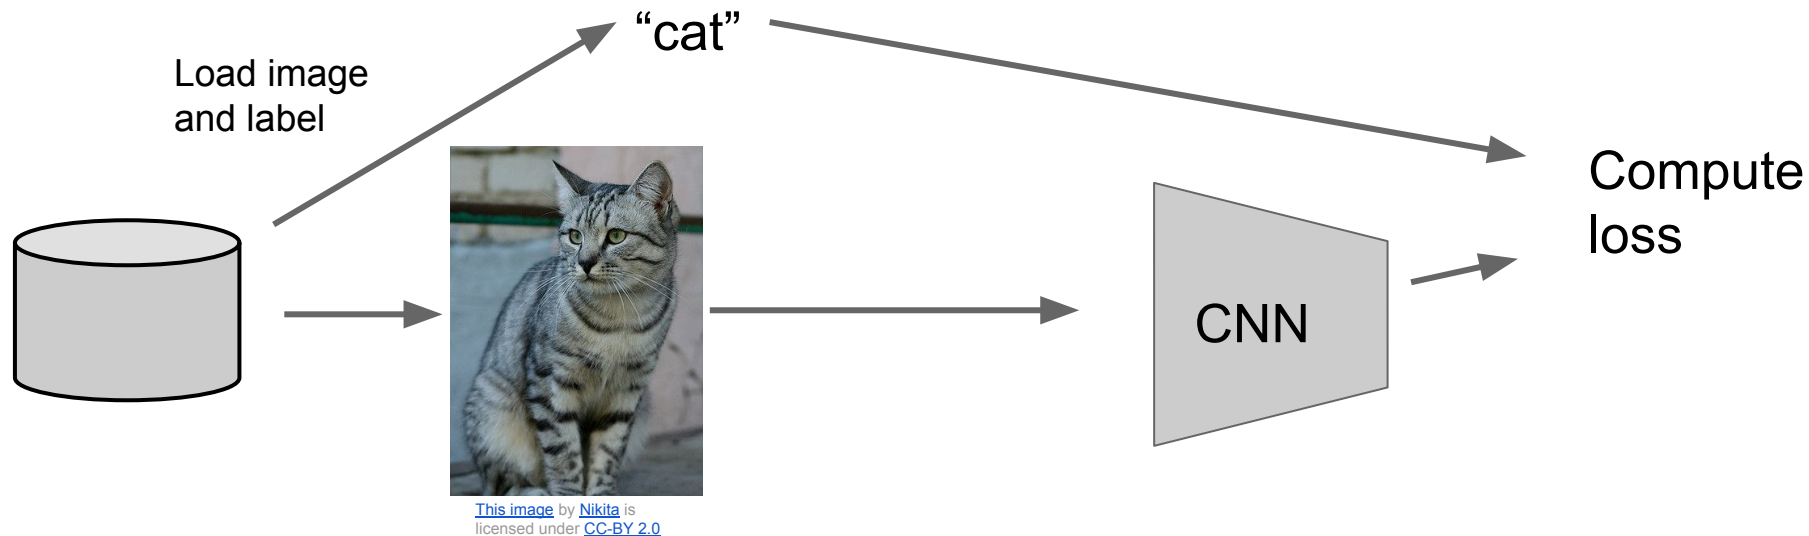 “cat”
Load image
and label
Compute
loss
CNN
This image by Nikita is
licensed under CC-BY 2.0